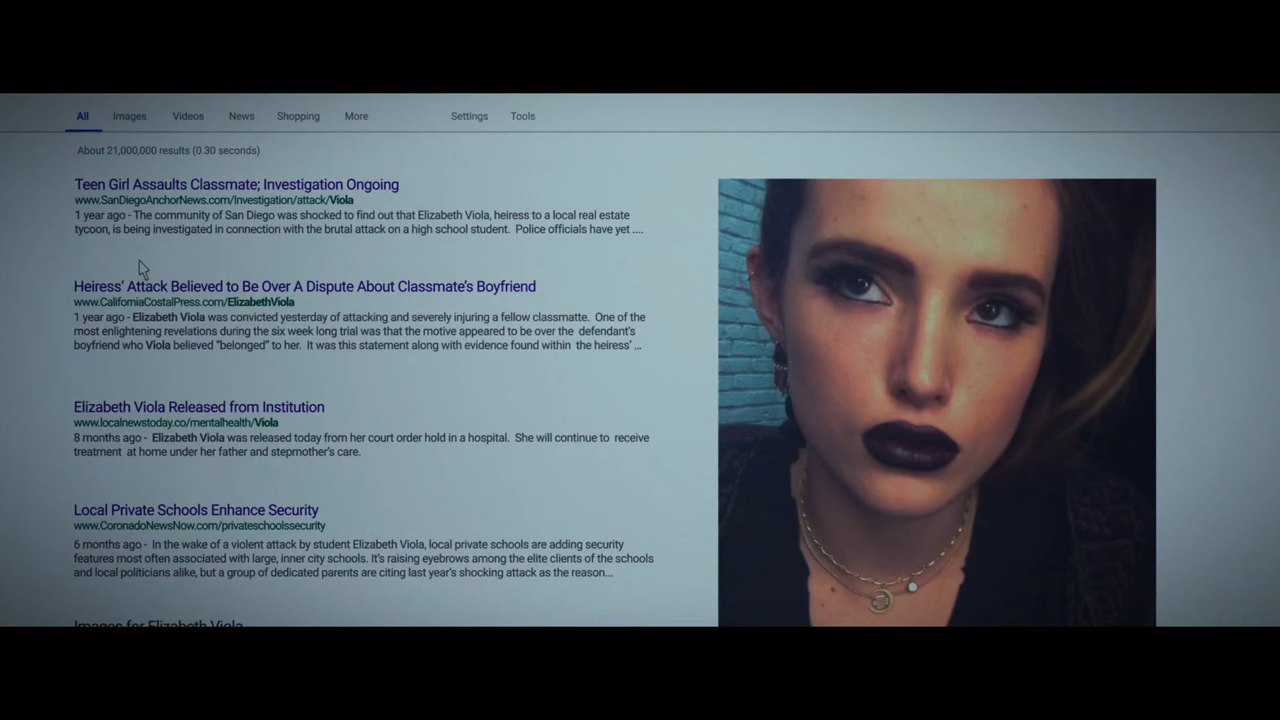 All Images Videos News Shopping More Settings Tools
About 21,000,000 results (0.30 seconds)
Teen Girl Assaults Classmate; Investigation Ongoing
www.SanDiegoAnchorNews.com/Investigation/attack/Viola
1 year ago - The community of San Diego was shocked to find out that Elizabeth Viola, heiress to a local real estate
tycoon, is being investigated in connection with the brutal attack on a high school student. Police officials have yet ....
Heiress’ Attack Believed to Be Over A Dispute About Classmate’s Boyfriend
www.CaliforniaCostalPress.com/ElizabethViola
1 year ago - Elizabeth Viola was convicted yesterday of attacking and severely injuring a fellow classmatte. One of the
most enlightening revelations during the six week long trial was that the motive appeared to be over the defendant’s
boyfriend who Viola believed “belonged” to her. It was this statement along with evidence found within the heiress’ ...
Elizabeth Viola Released from Institution
www.localnewstoday.co/mentalhealth/Viola
8 months ago - Elizabeth Viola was released today from her court order hold in a hospital. She will continue to receive
treatment at home under her father and stepmother’s care.
Local Private Schools Enhance Security
www.CoronadoNewsNow.com/privateschoolssecurity
6 months ago - In the wake of a violent attack by student Elizabeth Viola, local private schools are adding security
features most often associated with large, inner city schools. It’s raising eyebrows among the elite clients of the schools
and local politicians alike, but a group of dedicated parents are citing last year’s shocking attack as the reason...
Images for Elizabeth Viola